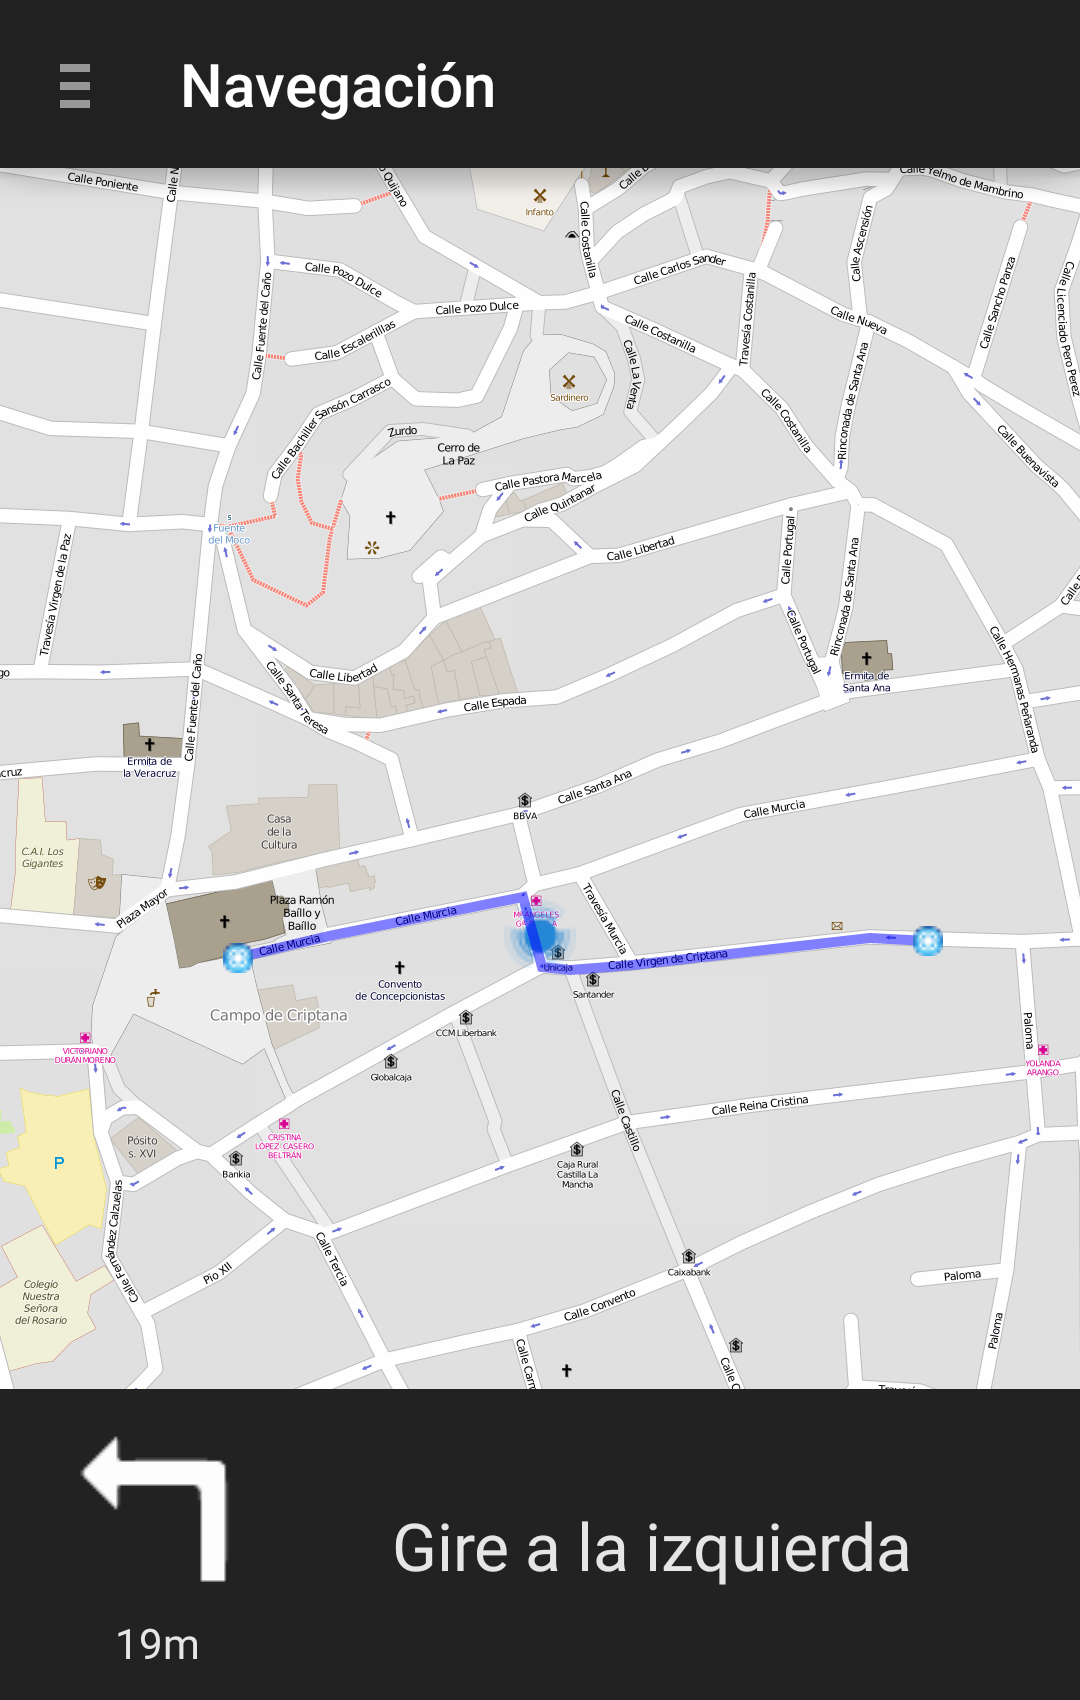 Navegación
Calle Poniente
Calle N
o Quijano
Infanto
Calle Costanilla
Calle Yelmo de Mambrino
Calle Pozo Dulce
Calle Fuente del Caño
Calle Pozo Dulce
Calle Carlos Sander
Calle Ascensión
Calle Sancho Panza
Calle Licenciado Pero Perez
Calle Escalerilllas
Calle Costanilla
Travesía Costanilla
Calle Nueva
Calle La Venta
Sardinero
Calle Bachiller Sansón Carrasco
Zurdo
Cerro de
La Paz
Calle Costanilla
Rinconada de Santa Ana
Calle Buenavista
Calle Pastora Marcela
Calle Quintanar
5
Fuente
del Moco
Calle Libertad
Calle Portugal
Travesía Virgen de la Paz
Rinconada de Santa Ana
Calle Portugal
Calle Hermanas Peñaranda
Ermita de
Santa Ana
go
Calle Fuente del Caño
Calle Libertad
Calle Santa Teresa
Calle Espada
Ermita de
la Veracruz
cruz
Calle Santa Ana
BBVA
Calle Murcia
Casa
de la
Cultura
C.A.I. Los
Gigantes
Plaza Mayor
Plaza Ramón
Baíllo y
Baíllo
Calle Murcia
Calle Murcia
Travesía Murcia
Unicaja
Calle Virgen de Criptana
Santander
Convento
de Concepcionistas
Campo de Criptana
CCM Liberbank
Globalcaja
VICTORIANO
DURÁN MORENO
Paloma
YOLANDA
ARANGO
Calle Castillo
Calle Reina Cristina
CRISTINA
LÓPEZ CASERO
BELTRÁN
Pósito
s. XVI
P
Bankia
Caja Rural
Castilla La
Mancha
Calle Fernández Calzuelas
Calle Tercia
Pio XII
Caixabank
Paloma
Colegio
Nuestra
Señora
del Rosario
Calle Convento
Paloma
Calle Carm
Calle C
Gire a la izquierda
19m